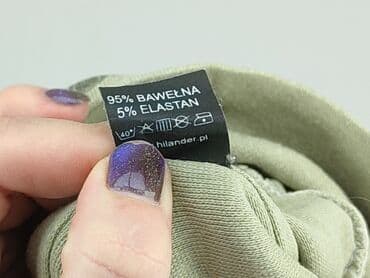 95% BAWEŁNA
5% ELASTAN
40°
hilander.pl